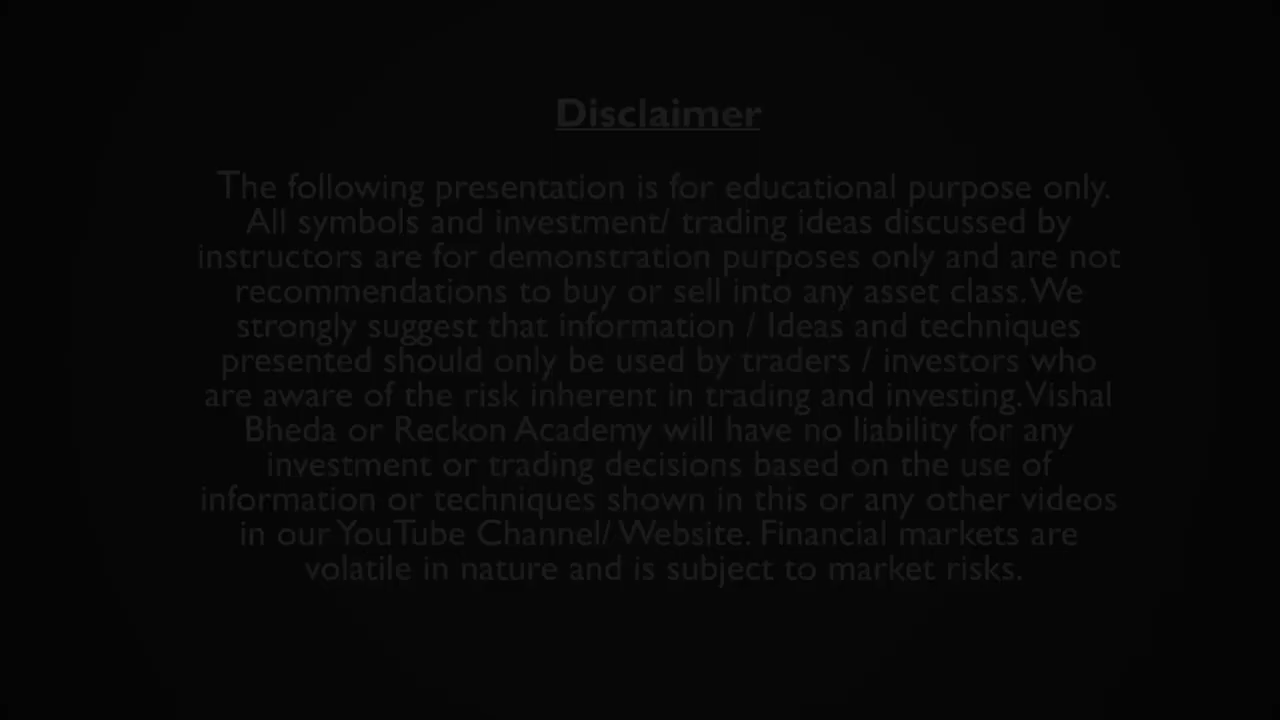 Disclaimer
The following presentation is for educational purpose only.
All symbols and investment/ trading ideas discussed by
instructors are for demonstration purposes only and are not
recommendations to buy or sell into any asset class. We
strongly suggest that information / Ideas and techniques
presented should only be used by traders / investors who
are aware of the risk inherent in trading and investing. Vishal
Bheda or Reckon Academy will have no liability for any
investment or trading decisions based on the use of
information or techniques shown in this or any other videos
in our YouTube Channel/ Website. Financial markets are
volatile in nature and is subject to market risks.